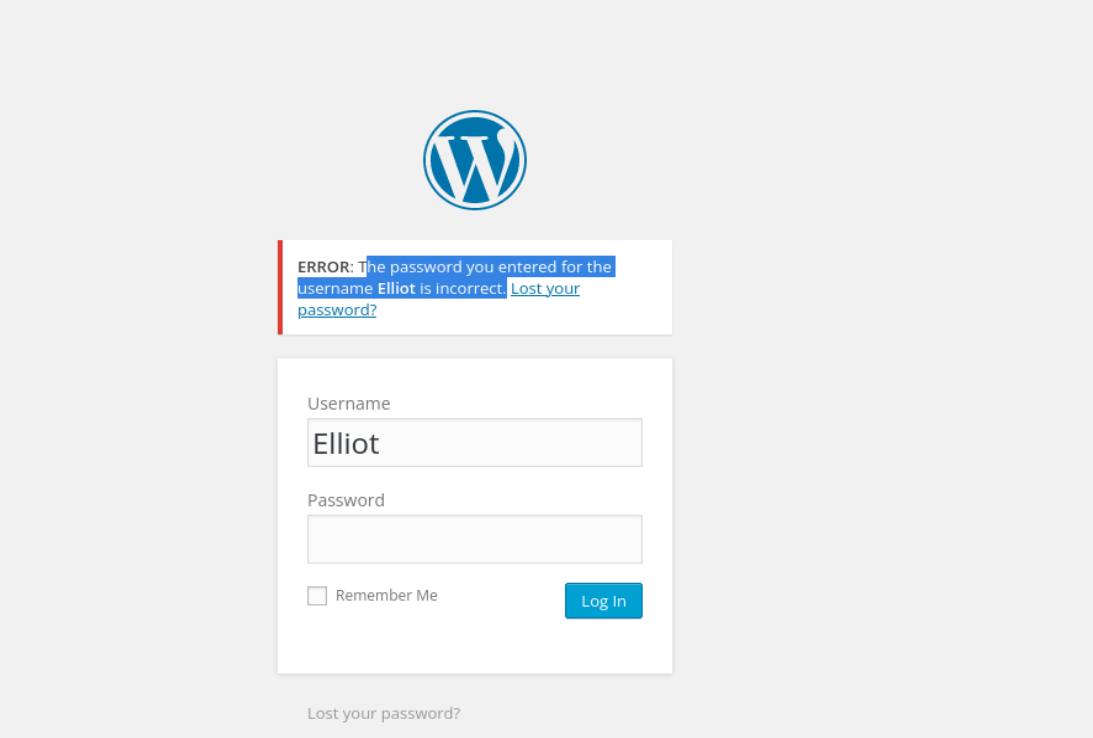 ERROR: The password you entered for the
username Elliot is incorrect. Lost your
password?
Username
Elliot
Password
Remember Me
Log In
Lost your password?